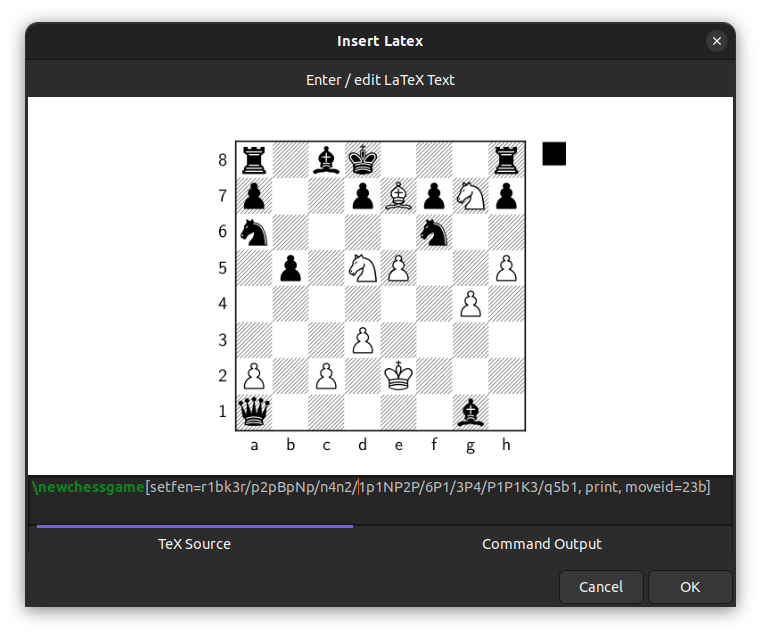 Insert Latex
Enter / edit LaTeX Text
8
7
6
5
4
3
2
1
a b c d e f g h
\newchessgame[setfen=r1bk3r/p2pBpNp/n4n2/1p1NP2P/6P1/3P4/P1P1K3/q5b1, print, moveid=23b]
TeX Source Command Output
Cancel OK